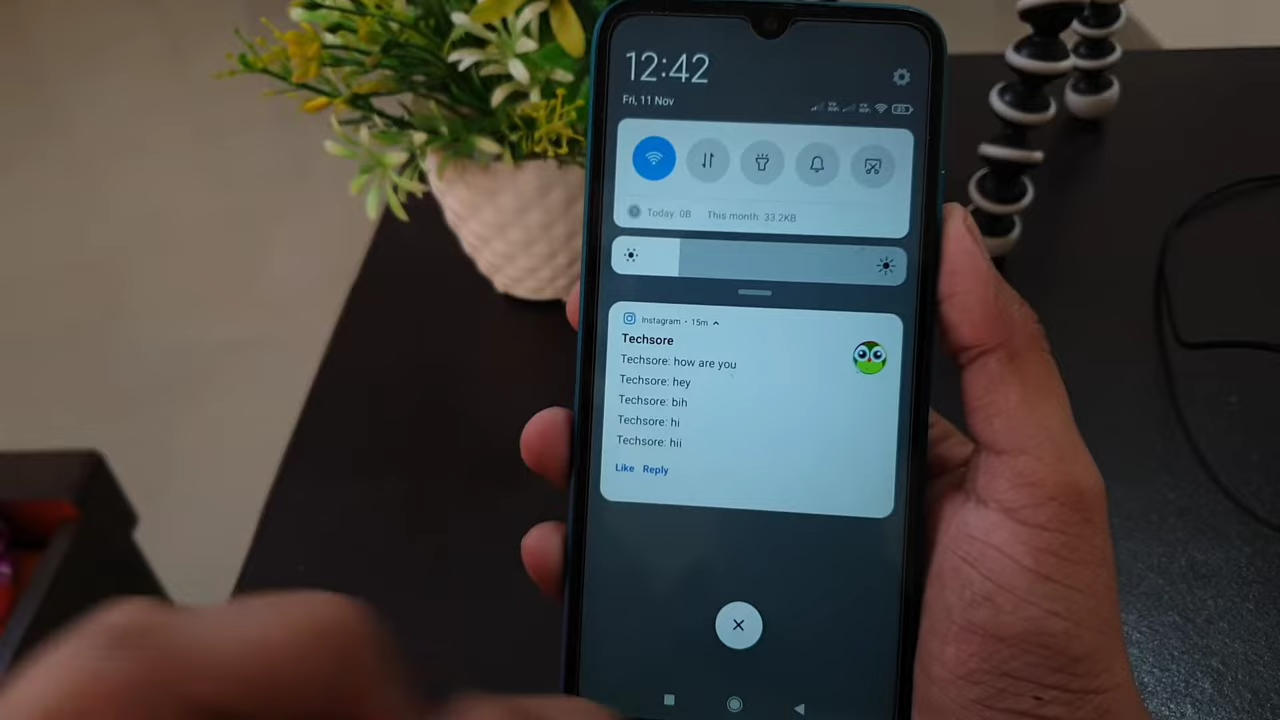 12:42
Fri, 11 Nov
Today: 0B This month: 33.2KB
Instagram • 15m
Techsore
Techsore: how are you
Techsore: hey
Techsore: bih
Techsore: hi
Techsore: hii
Like Reply